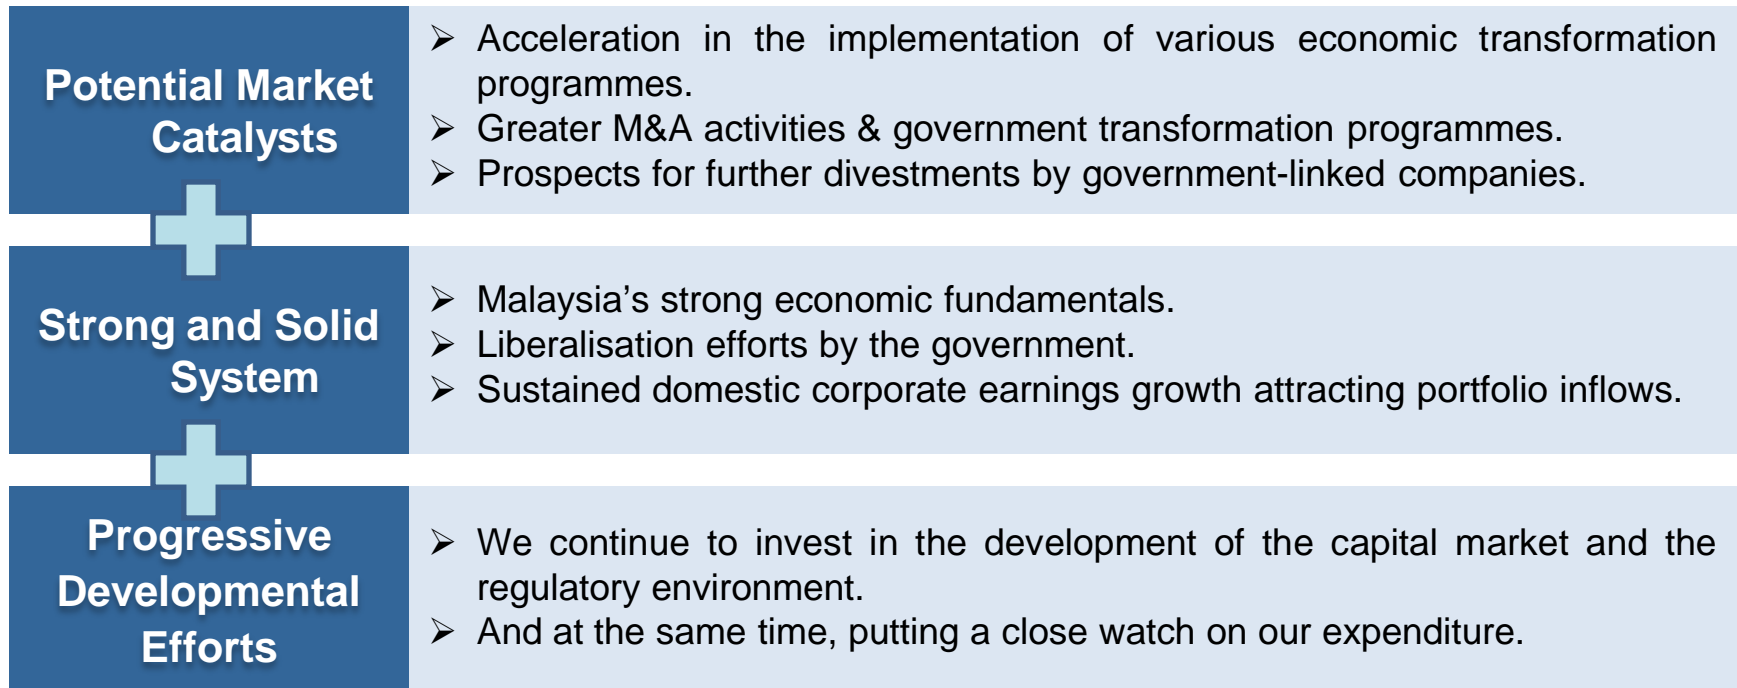 Potential Market
Catalysts
➢ Acceleration in the implementation of various economic transformation
programmes.
➢ Greater M&A activities & government transformation programmes.
➢ Prospects for further divestments by government-linked companies.
Strong and Solid
System
➢ Malaysia’s strong economic fundamentals.
➢ Liberalisation efforts by the government.
➢ Sustained domestic corporate earnings growth attracting portfolio inflows.
Progressive
Developmental
Efforts
➢ We continue to invest in the development of the capital market and the
regulatory environment.
➢ And at the same time, putting a close watch on our expenditure.